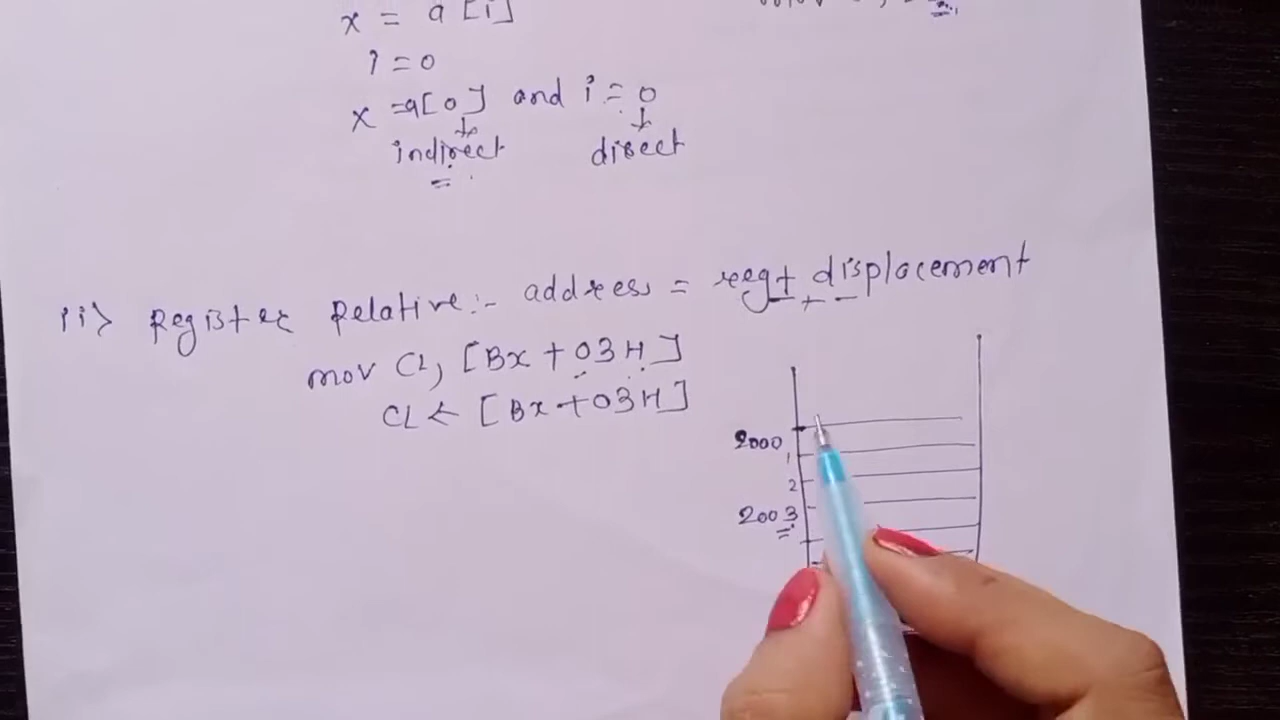 x = a[i]
i = 0
x = a[0] and i = 0
indirect direct
ii) Register Relative:- address = reg + displacement
mov CL, [Bx + 03H]
CL ← [Bx + 03H]
2000
1
2
2003